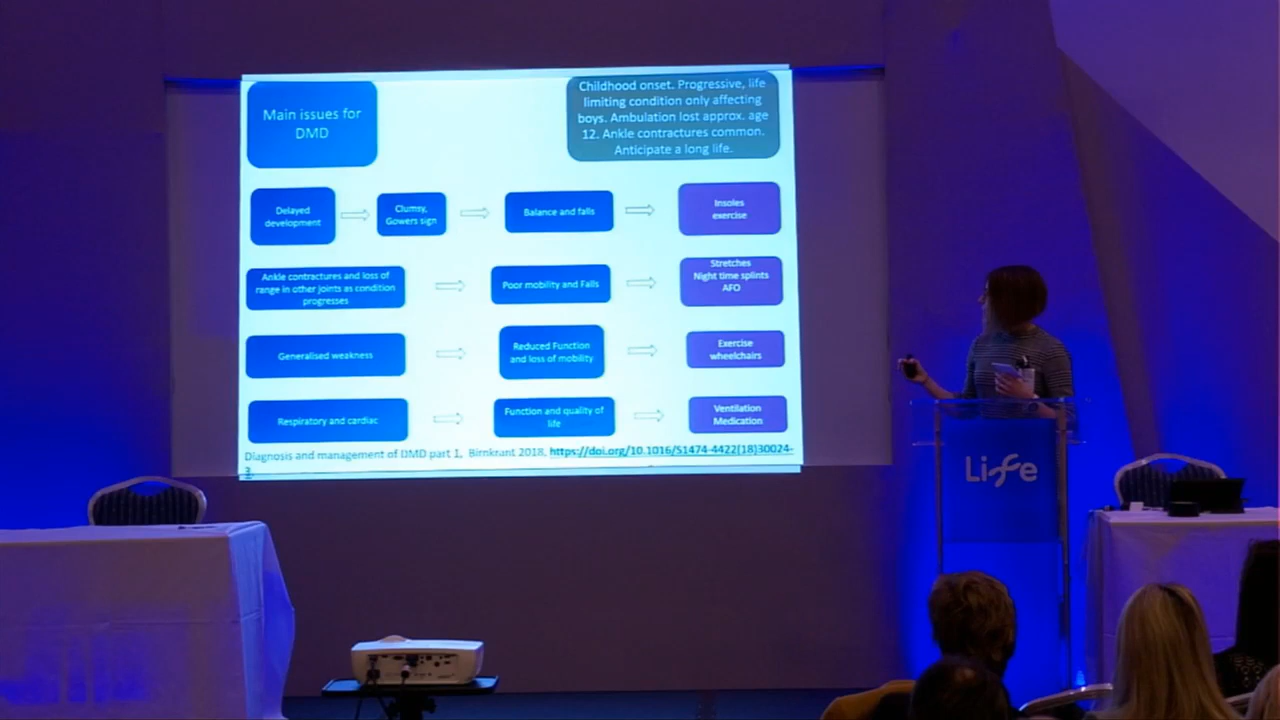 Main issues for
DMD
Childhood onset. Progressive, life
limiting condition only affecting
boys. Ambulation lost approx. age
12. Ankle contractures common.
Anticipate a long life.
Delayed
development
Clumsy,
Gowers sign
Balance and falls
Insoles
exercise
Ankle contractures and loss of
range in other joints as condition
progresses
Poor mobility and Falls
Stretches
Night time splints
AFO
Generalised weakness
Reduced Function
and loss of mobility
Exercise
wheelchairs
Respiratory and cardiac
Function and quality of
life
Ventilation
Medication
Diagnosis and management of DMD part 1, Birnkrant 2018, https://doi.org/10.1016/S1474-4422(18)30024-
3
Life